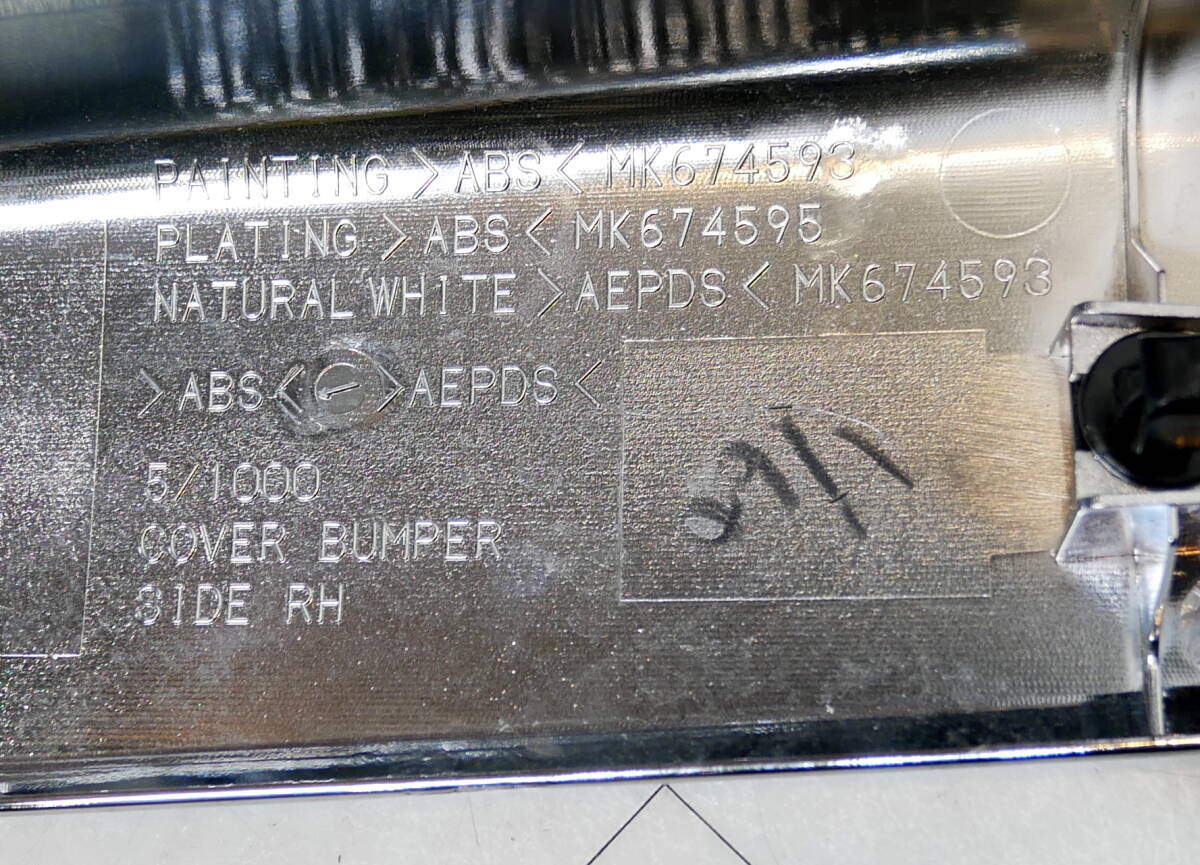 PAINTING >ABS< MK674593
PLATING >ABS< MK674595
NATURAL WHITE >AEPDS< MK674593
>ABS< >AEPDS<
5/1000
COVER BUMPER
SIDE RH